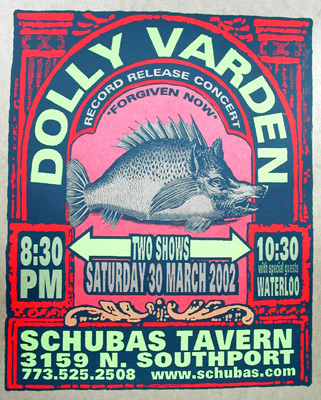 DOLLY VARDEN
RECORD RELEASE CONCERT
"FORGIVEN NOW"
8:30
PM
TWO SHOWS
SATURDAY 30 MARCH 2002
10:30
with special guests
WATERLOO
SCHUBAS TAVERN
3159 N. SOUTHPORT
773.525.2508 www.schubas.com